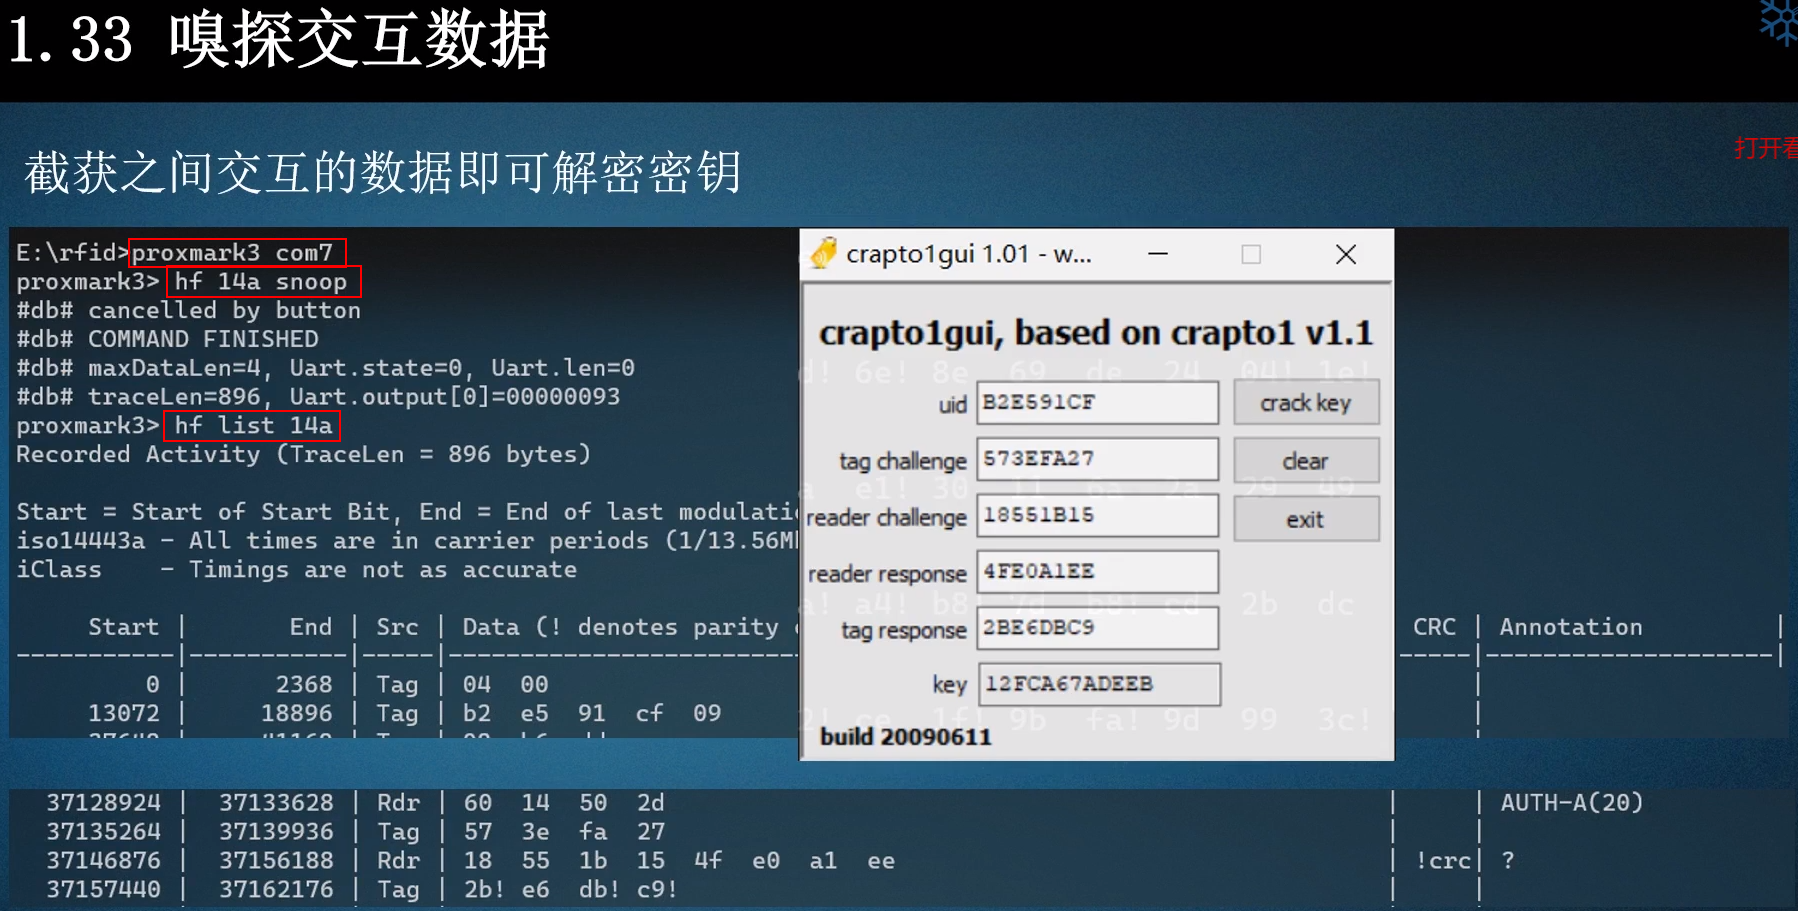 1.33 嗅探交互数据
打开看
截获之间交互的数据即可解密密钥
E:\rfid>proxmark3 com7
proxmark3> hf 14a snoop
#db# cancelled by button
#db# COMMAND FINISHED
#db# maxDataLen=4, Uart.state=0, Uart.len=0
#db# traceLen=896, Uart.output[0]=00000093
proxmark3> hf list 14a
Recorded Activity (TraceLen = 896 bytes)
Start = Start of Start Bit, End = End of last modulati
iso14443a - All times are in carrier periods (1/13.56M
iClass    - Timings are not as accurate
Start | End | Src | Data (! denotes parity | CRC | Annotation |
0 | 2368 | Tag | 04 00
13072 | 18896 | Tag | b2 e5 91 cf 09
crapto1gui 1.01 - w...
crapto1gui, based on crapto1 v1.1
uid B2E591CF crack key
tag challenge 573EFA27 clear
reader challenge 18551B15 exit
reader response 4FE0A1EE
tag response 2BE6DBC9
key 12FCA67ADEEB
build 20090611
37128924 | 37133628 | Rdr | 60 14 50 2d | | AUTH-A(20)
37135264 | 37139936 | Tag | 57 3e fa 27 | |
37146876 | 37156188 | Rdr | 18 55 1b 15 4f e0 a1 ee | !crc| ?
37157440 | 37162176 | Tag | 2b! e6 db! c9! | |